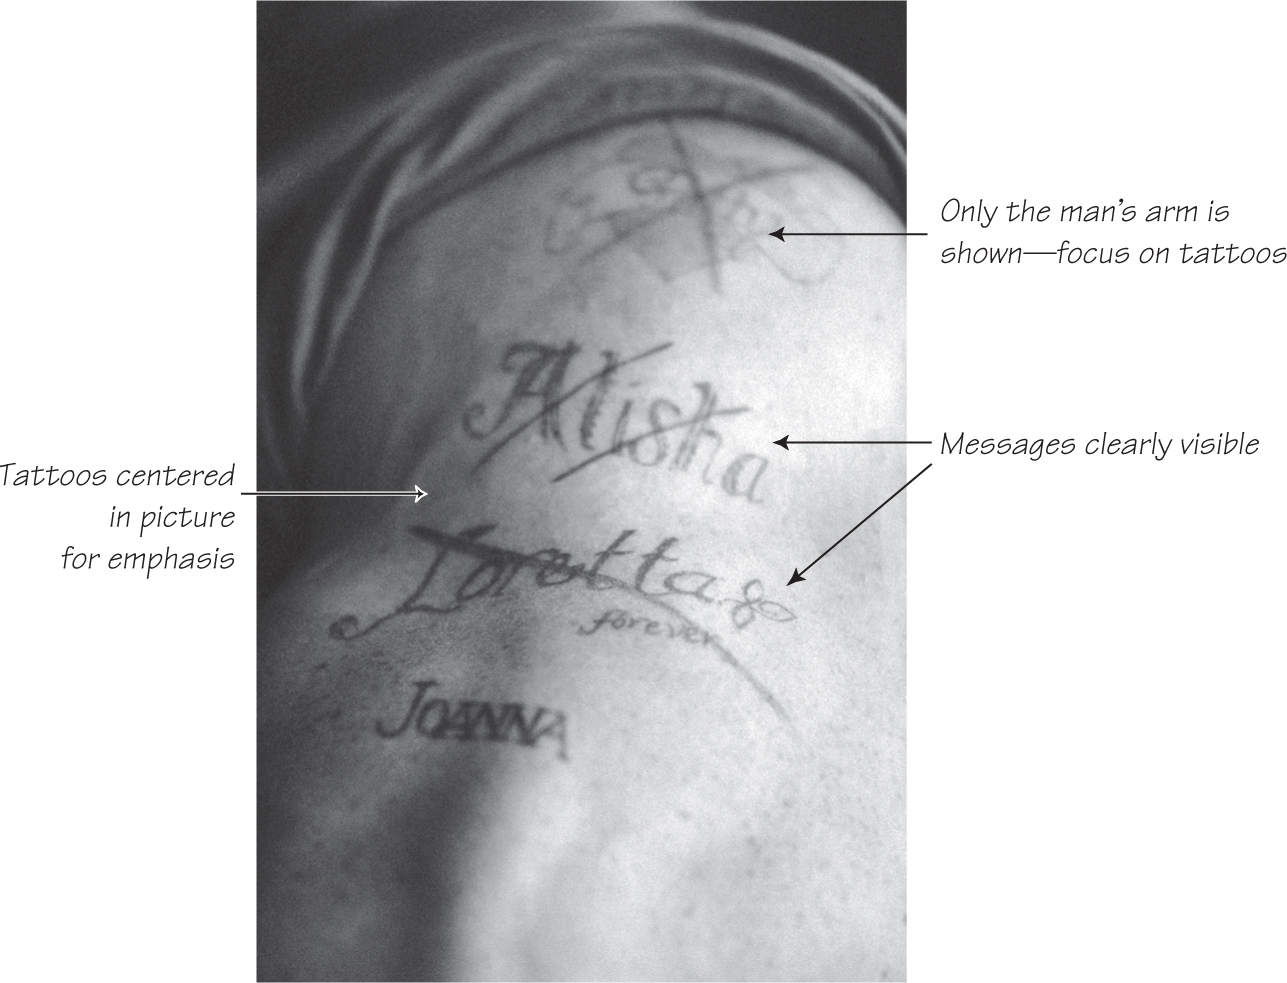 Only the man's arm is
shown—focus on tattoos
Alisha
Messages clearly visible
Tattoos centered
in picture
for emphasis
Loretta
forever
JOANNA